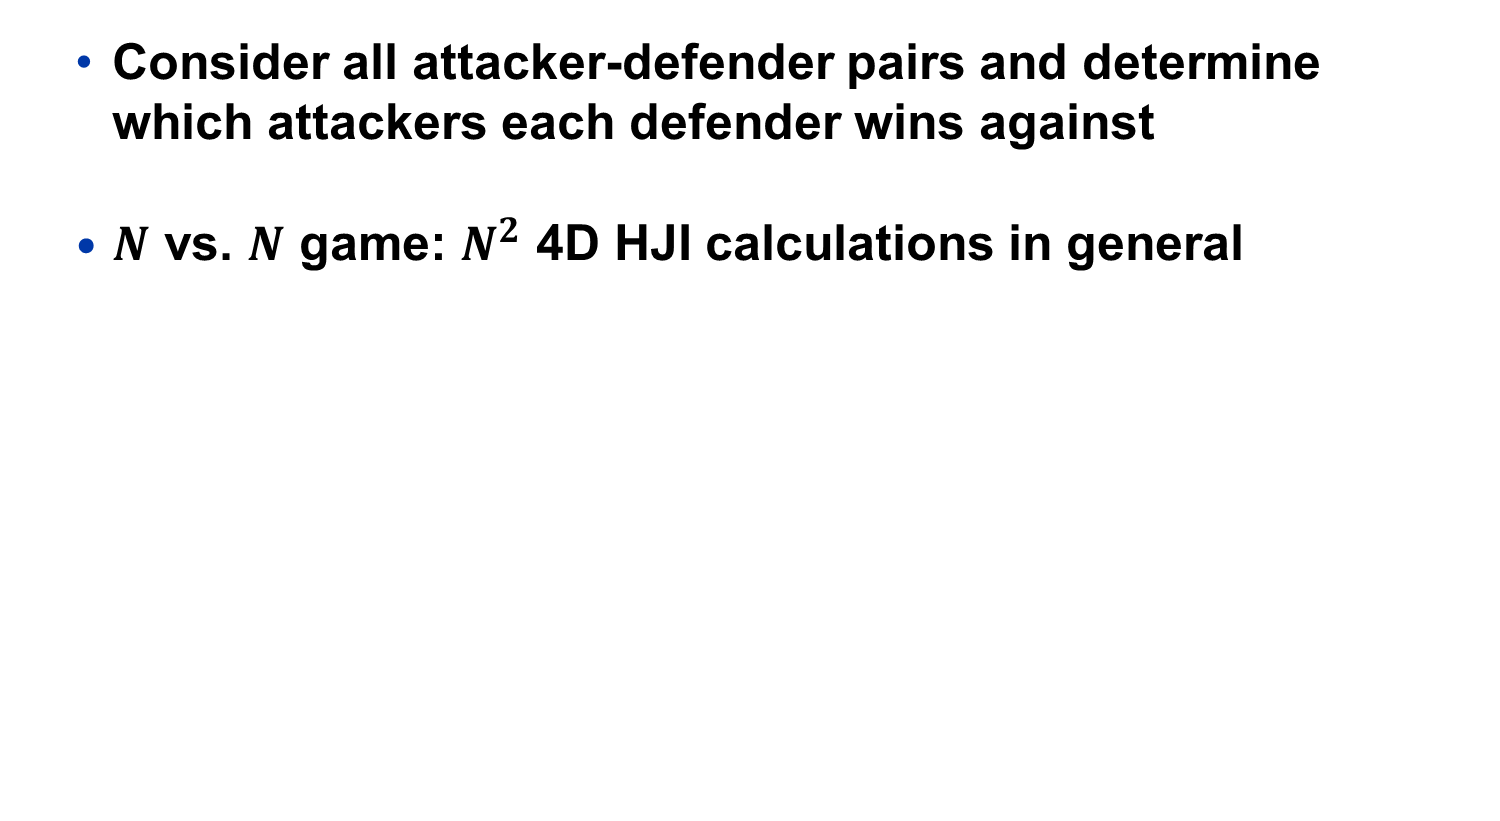 • Consider all attacker-defender pairs and determine
which attackers each defender wins against
• N vs. N game: N² 4D HJI calculations in general